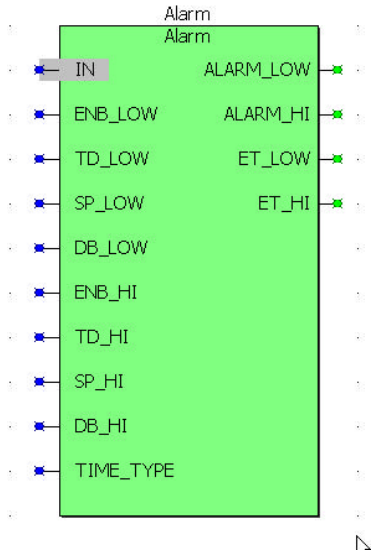 Alarm
Alarm
IN ALARM_LOW
ENB_LOW ALARM_HI
TD_LOW ET_LOW
SP_LOW ET_HI
DB_LOW
ENB_HI
TD_HI
SP_HI
DB_HI
TIME_TYPE